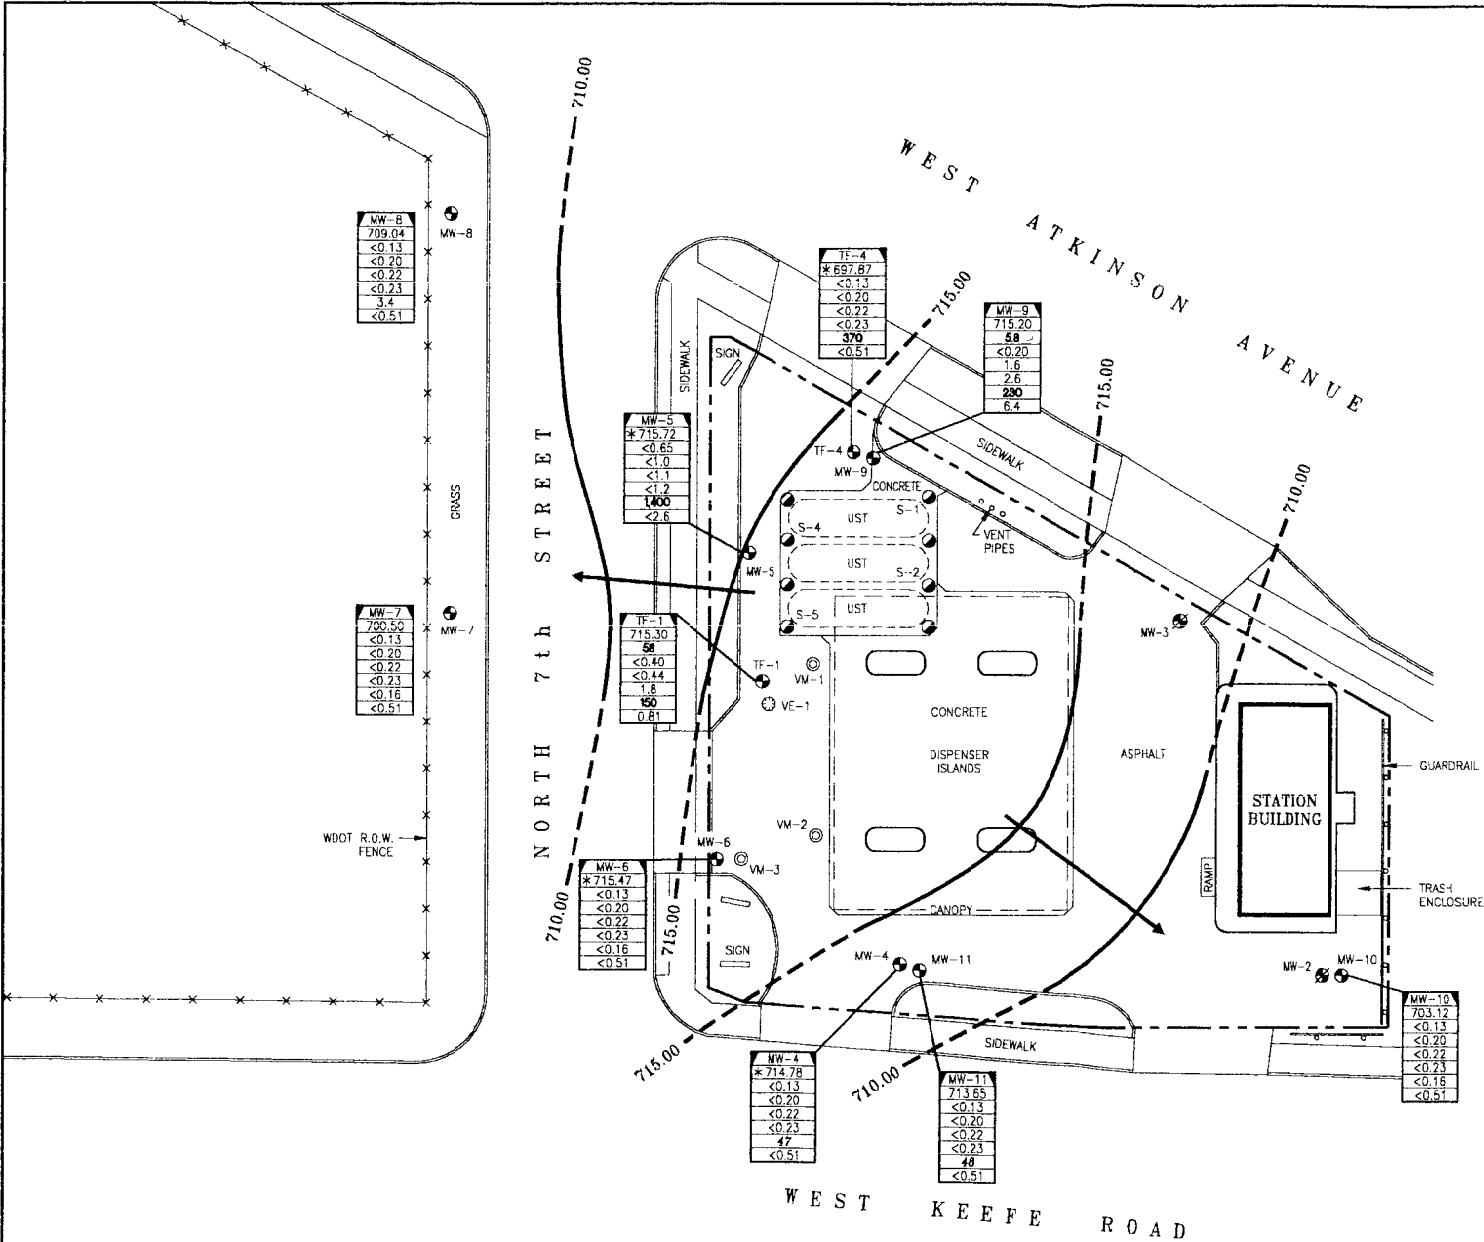 710.00
WEST ATKINSON AVENUE
MW-8
709.04
<0.13
<0.20
<0.22
<0.23
3.4
<0.51
MW-8
TF-4
*697.87
<0.13
<0.20
<0.22
<0.23
370
<0.51
715.00
MW-9
715.20
5.8
<0.20
1.6
2.6
230
6.4
SIDEWALK
SIGN
715.00
MW-5
*715.72
<0.65
<1.0
<1.1
<1.2
1,400
<2.6
TF-4
MW-9
CONCRETE
SIDEWALK
710.00
GRASS
NORTH 7th STREET
UST
S-1
S-4
VENT
PIPES
MW-5
UST
S-2
UST
S-5
MW-7
700.50
<0.13
<0.20
<0.22
<0.23
<0.16
<0.51
MW-7
TF-1
715.30
58
<0.40
<0.44
1.8
150
0.81
MW-3
TF-1
VM-1
VE-1
CONCRETE
DISPENSER
ISLANDS
ASPHALT
GUARDRAIL
STATION
BUILDING
WDOT R.O.W.
FENCE
VM-2
MW-6
VM-3
RAMP
TRASH
ENCLOSURE
MW-6
*715.47
<0.13
<0.20
<0.22
<0.23
<0.16
<0.51
710.00
715.00
CANOPY
SIGN
MW-4
MW-11
MW-2
MW-10
MW-10
703.12
<0.13
<0.20
<0.22
<0.23
<0.16
<0.51
715.00
SIDEWALK
710.00
MW-4
*714.78
<0.13
<0.20
<0.22
<0.23
47
<0.51
MW-11
713.65
<0.13
<0.20
<0.22
<0.23
48
<0.51
WEST KEEFE ROAD